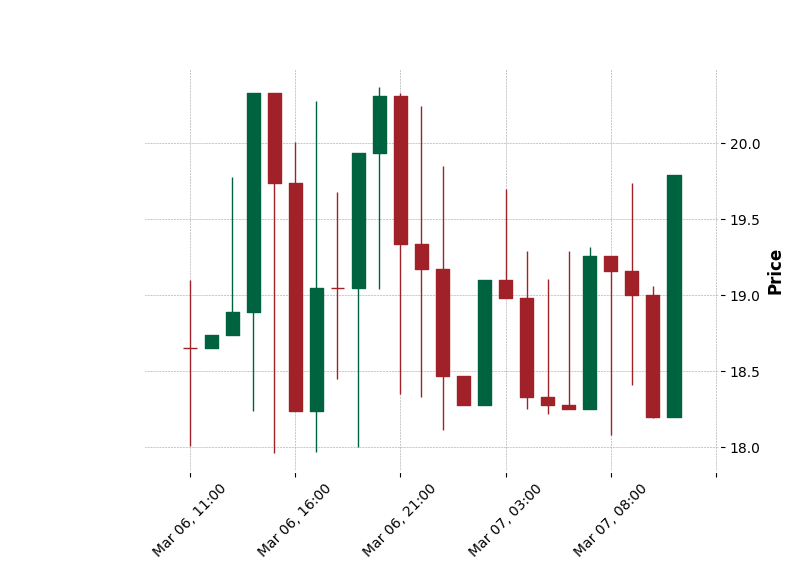 20.0
19.5
19.0
18.5
18.0
Price
Mar 06, 11:00
Mar 06, 16:00
Mar 06, 21:00
Mar 07, 03:00
Mar 07, 08:00